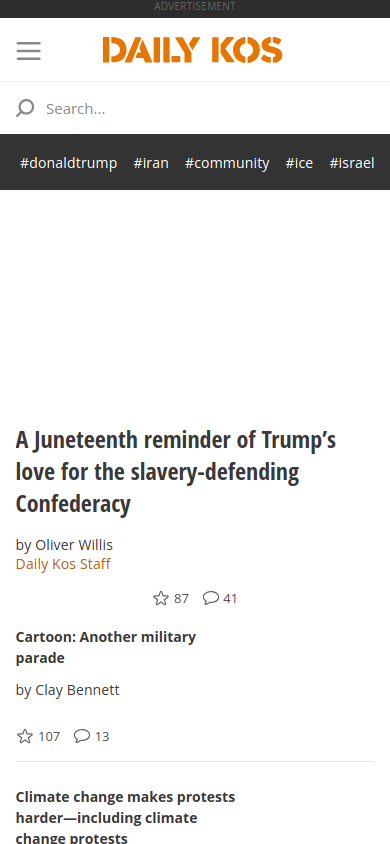 ADVERTISEMENT
DAILY KOS
Search...
#donaldtrump #iran #community #ice #israel
A Juneteenth reminder of Trump’s
love for the slavery-defending
Confederacy
by Oliver Willis
Daily Kos Staff
87 41
Cartoon: Another military
parade
by Clay Bennett
107 13
Climate change makes protests
harder—including climate
change protests